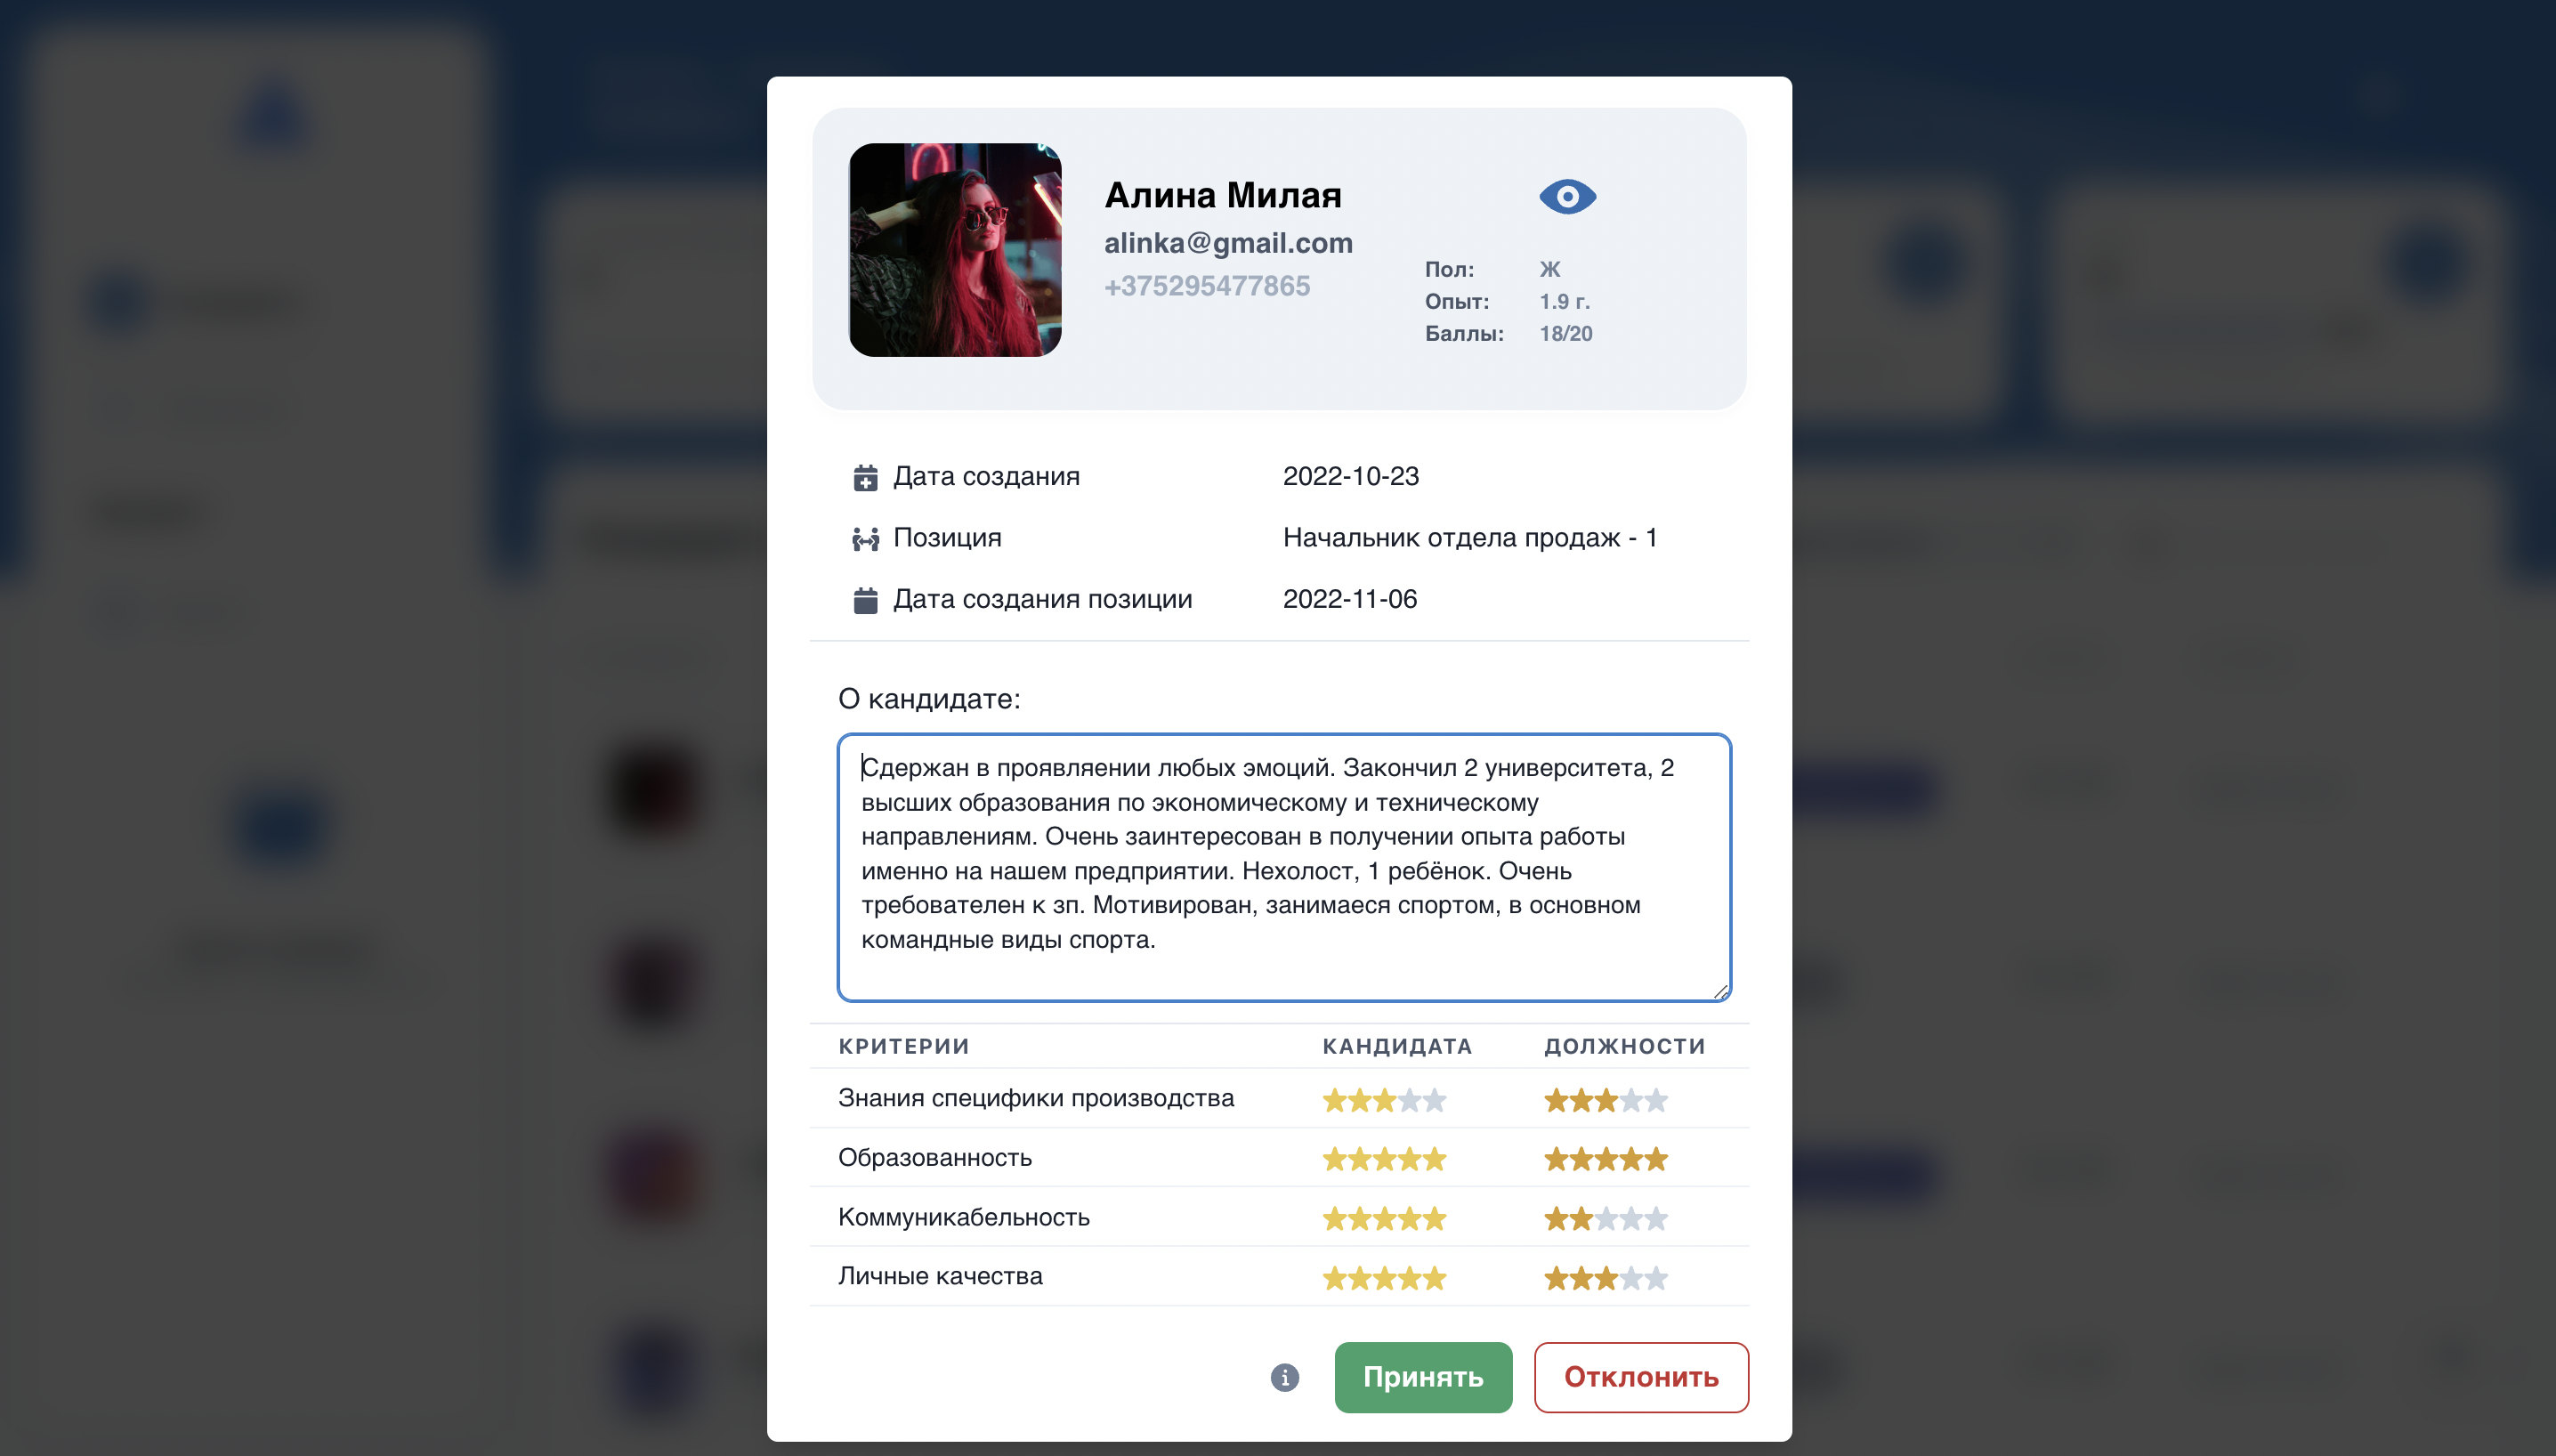 Алина Милая
alinka@gmail.com
+375295477865
Пол: Ж
Опыт: 1.9 г.
Баллы: 18/20
Дата создания 2022-10-23
Позиция Начальник отдела продаж - 1
Дата создания позиции 2022-11-06
О кандидате:
Сдержан в проявляении любых эмоций. Закончил 2 университета, 2
высших образования по экономическому и техническому
направлениям. Очень заинтересован в получении опыта работы
именно на нашем предприятии. Нехолост, 1 ребёнок. Очень
требователен к зп. Мотивирован, занимаеся спортом, в основном
командные виды спорта.
КРИТЕРИИ КАНДИДАТА ДОЛЖНОСТИ
Знания специфики производства
Образованность
Коммуникабельность
Личные качества
Принять Отклонить